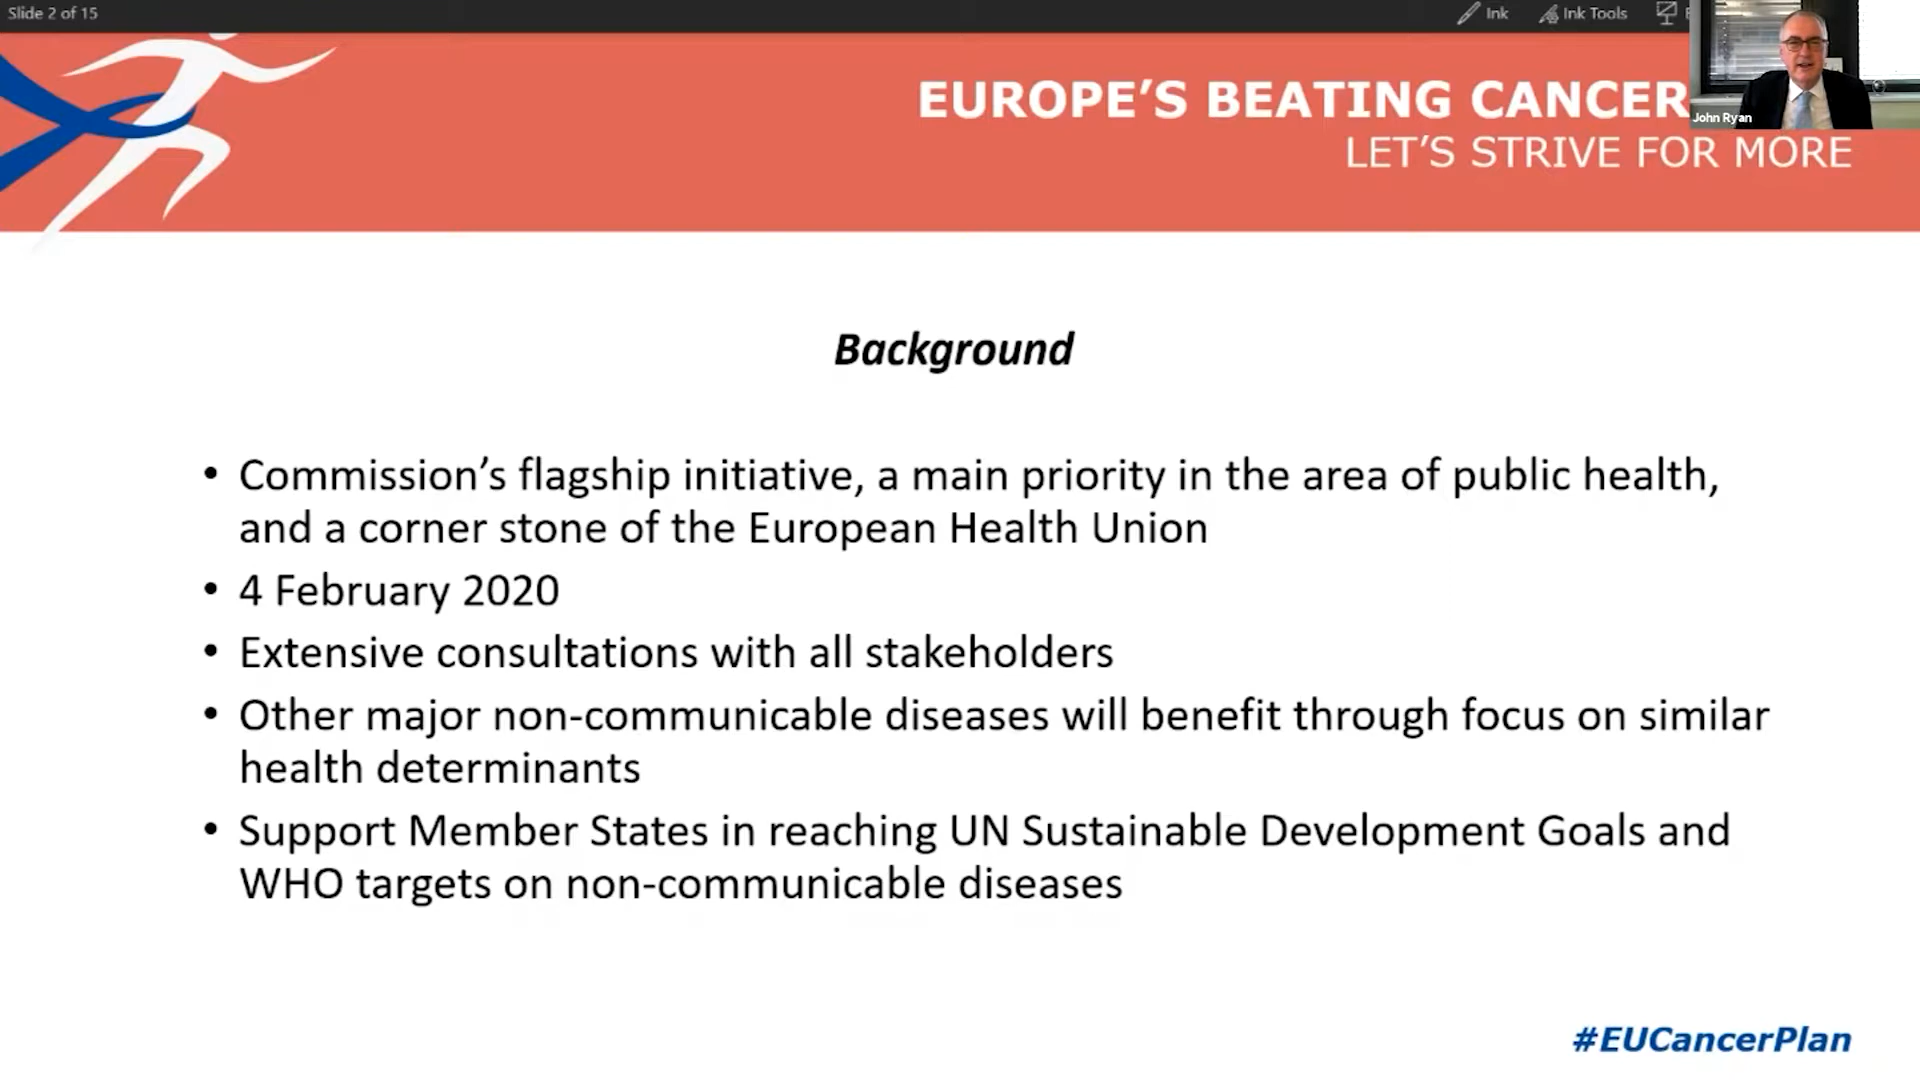 Slide 2 of 15
Ink
Ink Tools
John Ryan
EUROPE’S BEATING CANCER
LET’S STRIVE FOR MORE
Background
• Commission’s flagship initiative, a main priority in the area of public health,
and a corner stone of the European Health Union
• 4 February 2020
• Extensive consultations with all stakeholders
• Other major non-communicable diseases will benefit through focus on similar
health determinants
• Support Member States in reaching UN Sustainable Development Goals and
WHO targets on non-communicable diseases
#EUCancerPlan